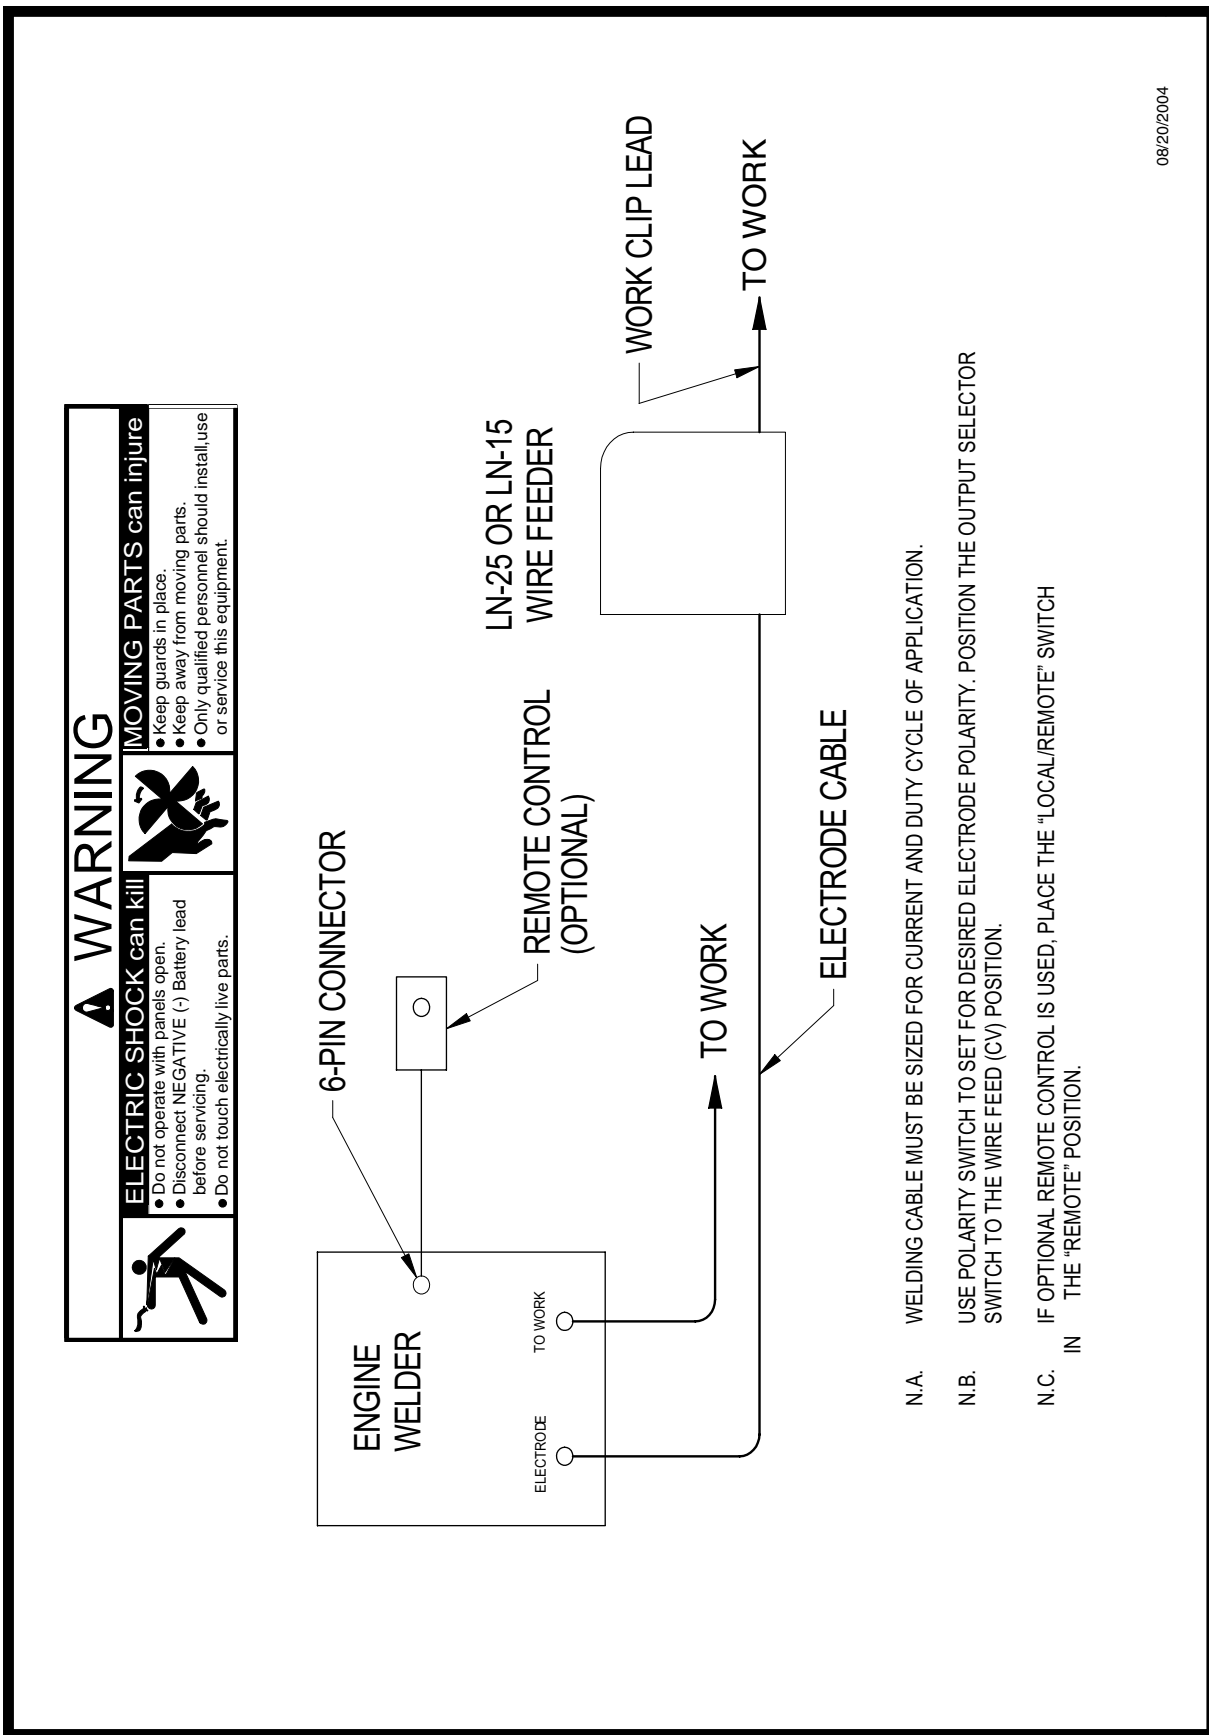 WARNING
ELECTRIC SHOCK can kill
● Do not operate with panels open.
● Disconnect NEGATIVE (-) Battery lead
before servicing.
● Do not touch electrically live parts.
MOVING PARTS can injure
● Keep guards in place.
● Keep away from moving parts.
● Only qualified personnel should install,use
or service this equipment.
ENGINE
WELDER
ELECTRODE
TO WORK
6-PIN CONNECTOR
REMOTE CONTROL
(OPTIONAL)
TO WORK
ELECTRODE CABLE
LN-25 OR LN-15
WIRE FEEDER
WORK CLIP LEAD
TO WORK
N.A. WELDING CABLE MUST BE SIZED FOR CURRENT AND DUTY CYCLE OF APPLICATION.
N.B. USE POLARITY SWITCH TO SET FOR DESIRED ELECTRODE POLARITY. POSITION THE OUTPUT SELECTOR
SWITCH TO THE WIRE FEED (CV) POSITION.
N.C. IF OPTIONAL REMOTE CONTROL IS USED, PLACE THE “LOCAL/REMOTE” SWITCH
IN THE “REMOTE” POSITION.
08/20/2004